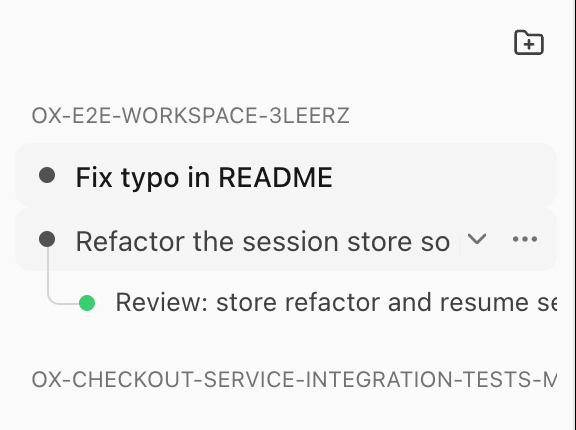 OX-E2E-WORKSPACE-3LEERZ
Fix typo in README
Refactor the session store so
Review: store refactor and resume se
OX-CHECKOUT-SERVICE-INTEGRATION-TESTS-M